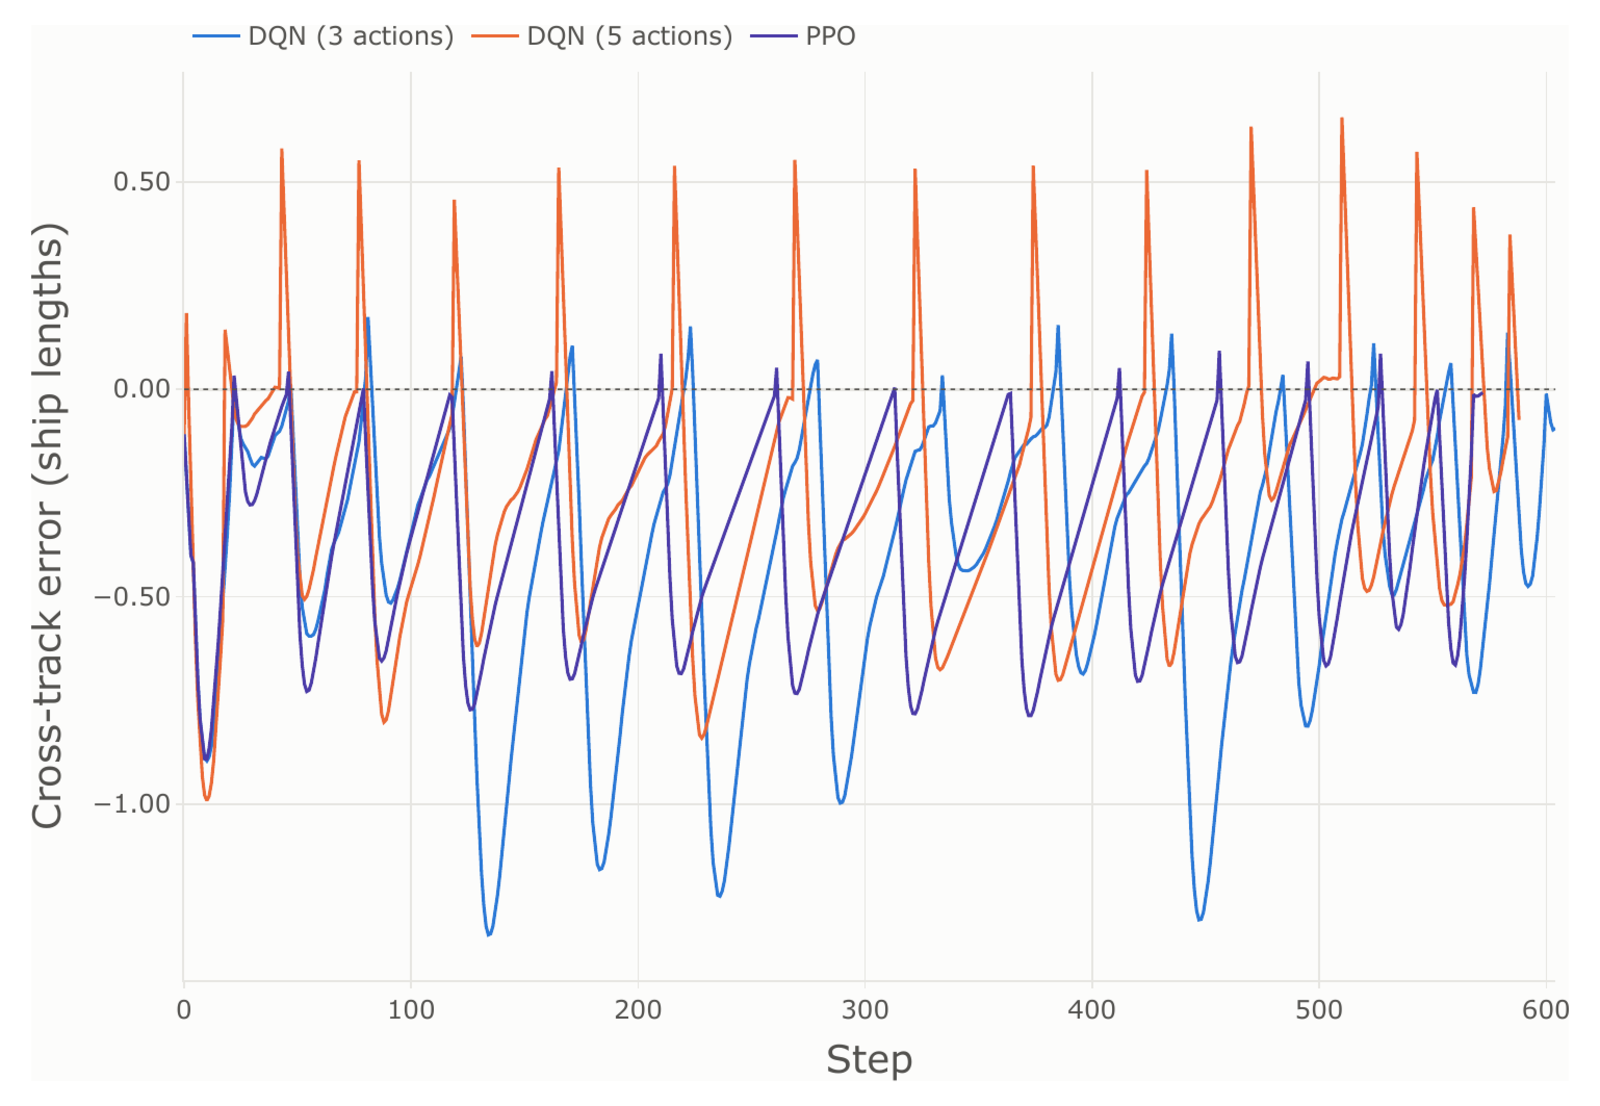 DQN (3 actions) DQN (5 actions) PPO
Cross-track error (ship lengths)
0.50
0.00
−0.50
−1.00
0 100 200 300 400 500 600
Step